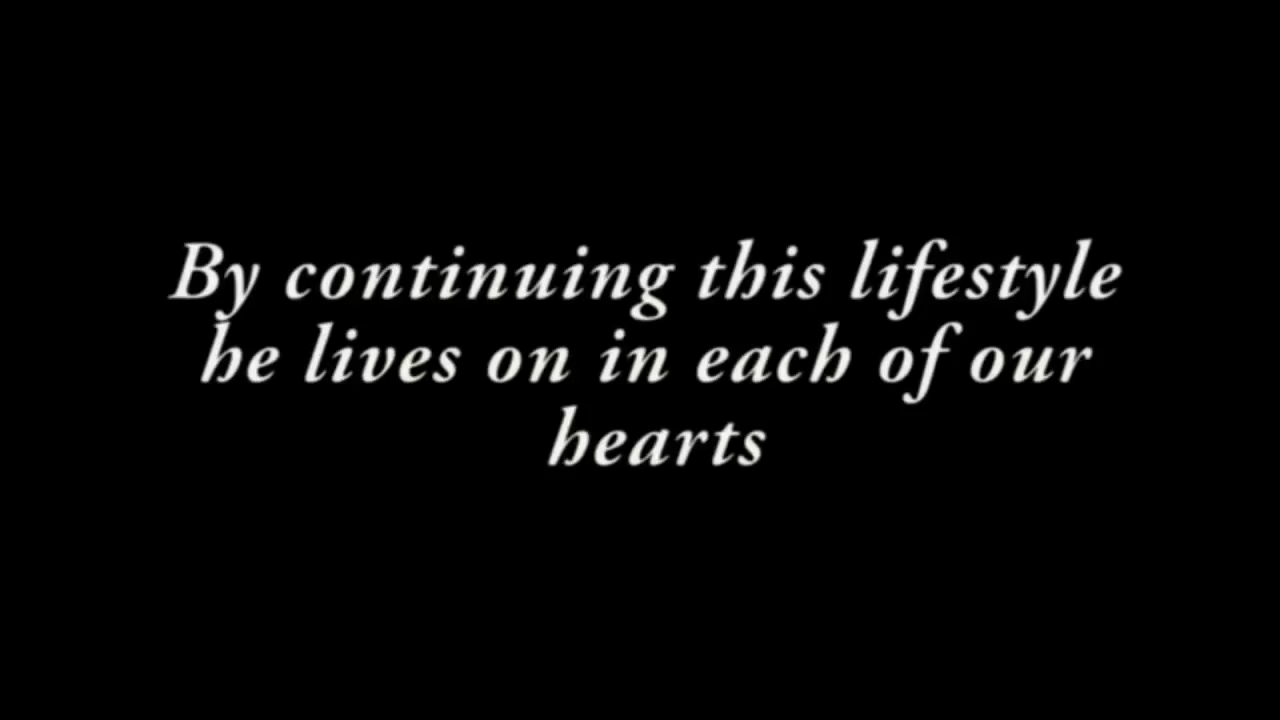 By continuing this lifestyle
he lives on in each of our
hearts